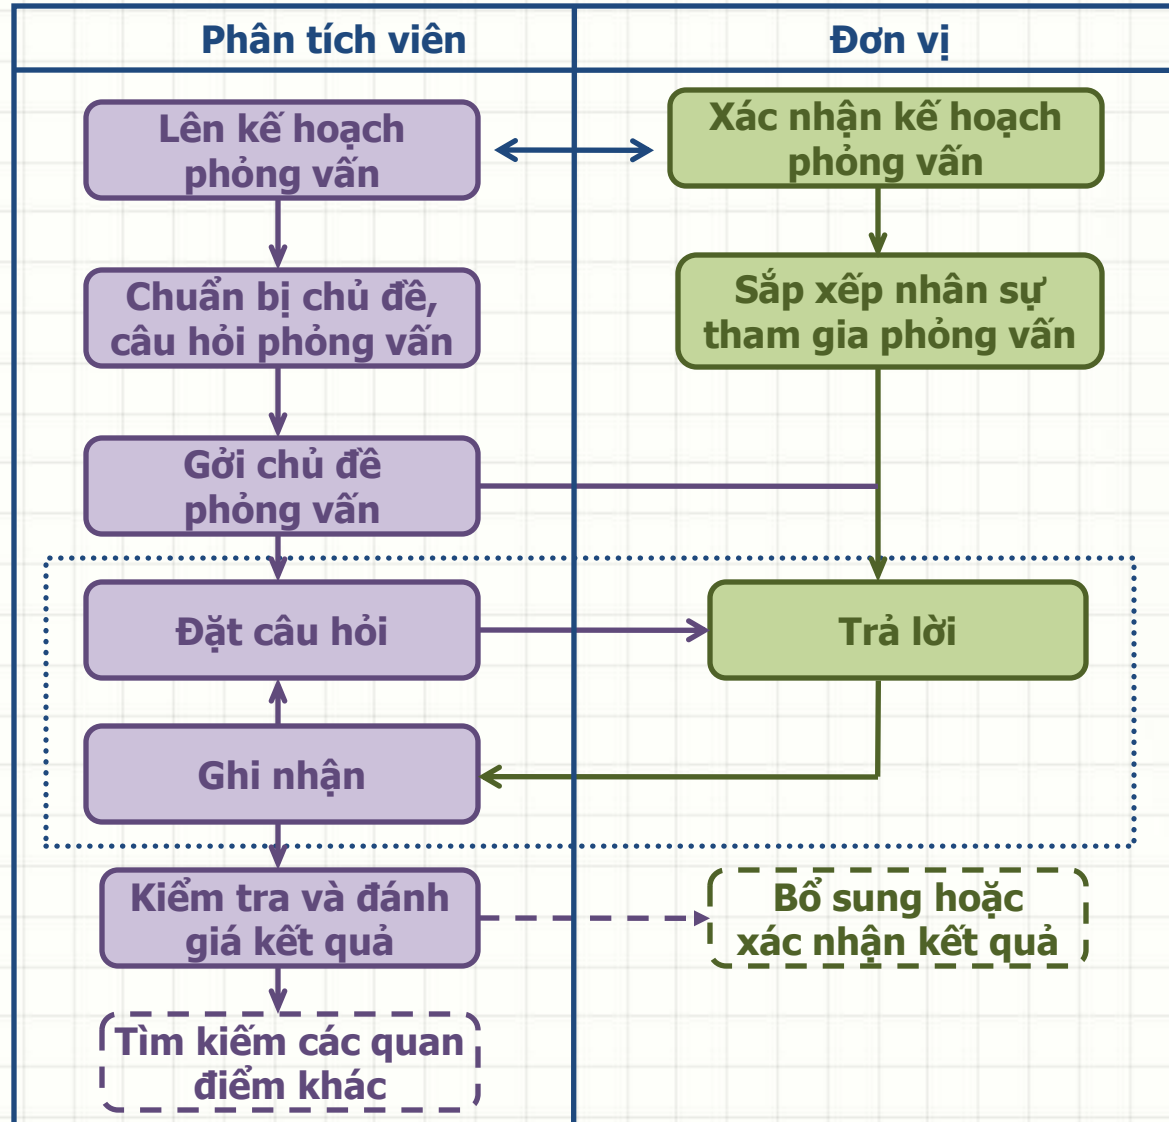 Phân tích viên
Đơn vị
Lên kế hoạch
phỏng vấn
Xác nhận kế hoạch
phỏng vấn
Chuẩn bị chủ đề,
câu hỏi phỏng vấn
Sắp xếp nhân sự
tham gia phỏng vấn
Gởi chủ đề
phỏng vấn
Đặt câu hỏi
Trả lời
Ghi nhận
Kiểm tra và đánh
giá kết quả
Bổ sung hoặc
xác nhận kết quả
Tìm kiếm các quan
điểm khác